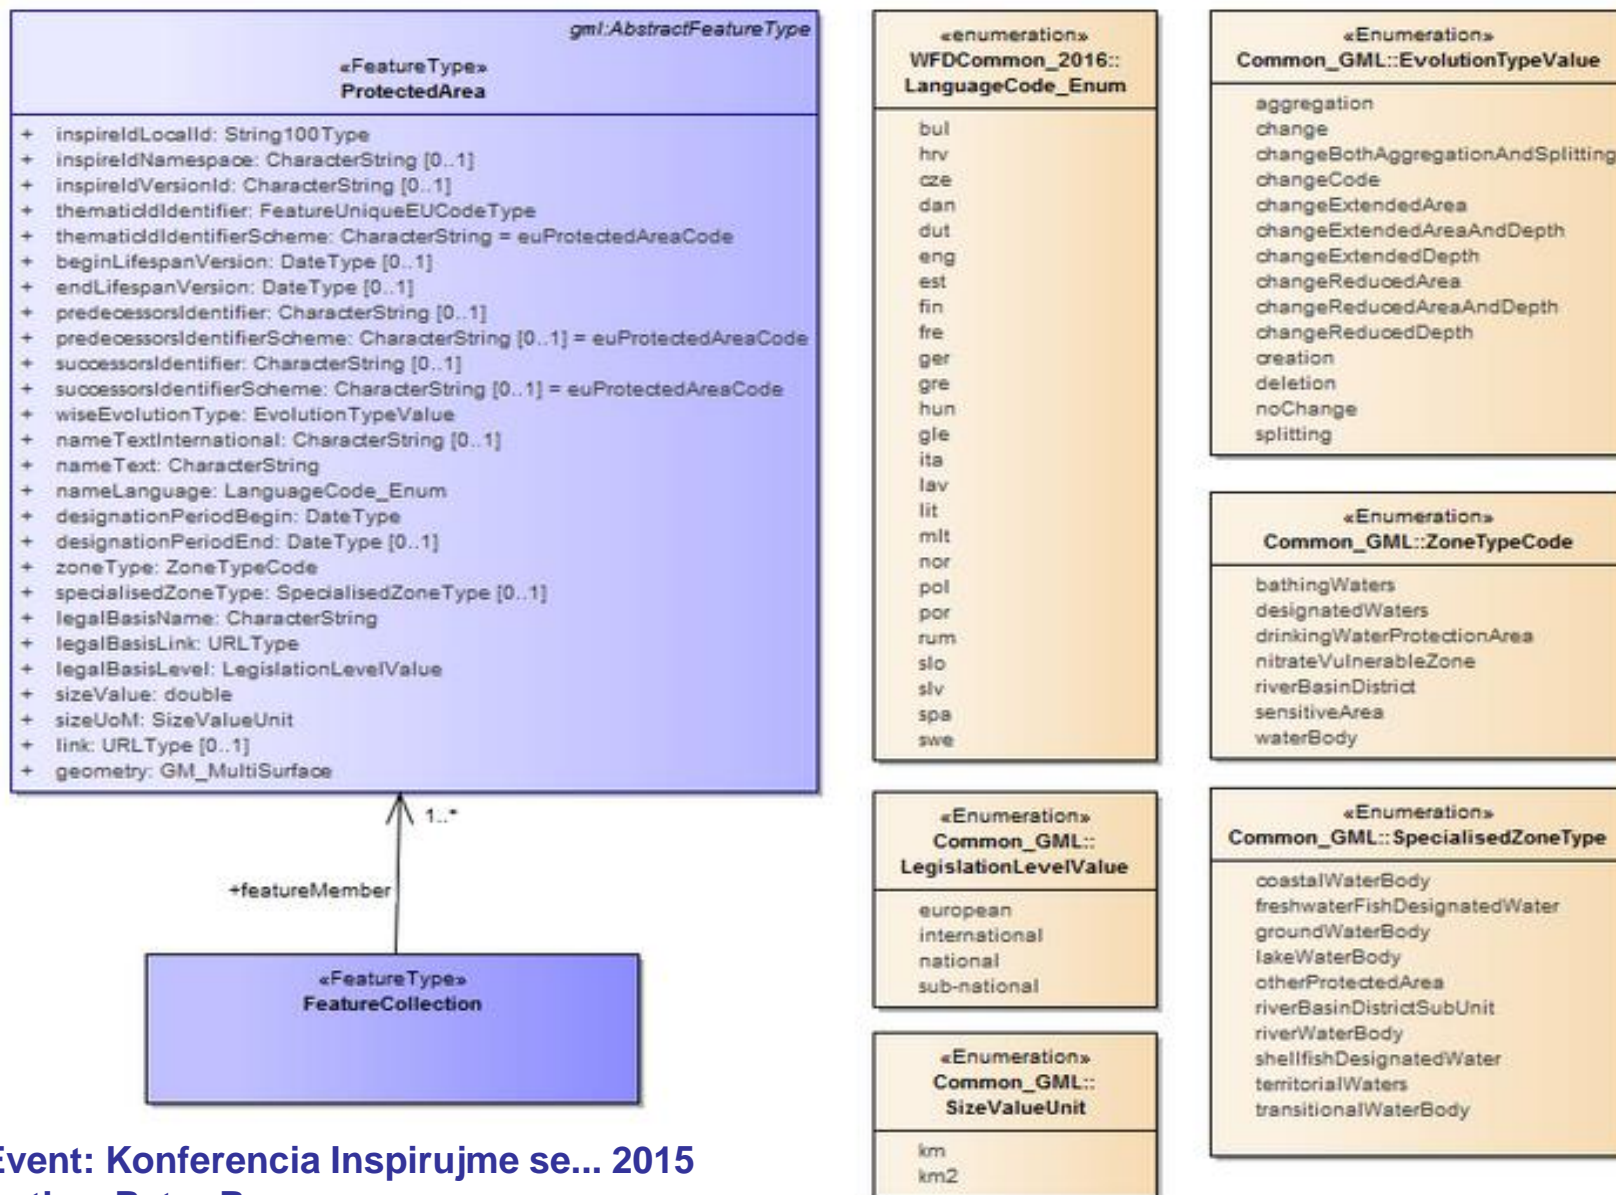 gml:AbstractFeatureType
«FeatureType»
ProtectedArea
+ inspireIdLocalId: String100Type
+ inspireIdNamespace: CharacterString [0..1]
+ inspireIdVersionId: CharacterString [0..1]
+ thematicIdIdentifier: FeatureUniqueEUCodeType
+ thematicIdIdentifierScheme: CharacterString = euProtectedAreaCode
+ beginLifespanVersion: DateType [0..1]
+ endLifespanVersion: DateType [0..1]
+ predecessorsIdentifier: CharacterString [0..1]
+ predecessorsIdentifierScheme: CharacterString [0..1] = euProtectedAreaCode
+ successorsIdentifier: CharacterString [0..1]
+ successorsIdentifierScheme: CharacterString [0..1] = euProtectedAreaCode
+ wiseEvolutionType: EvolutionTypeValue
+ nameTextInternational: CharacterString [0..1]
+ nameText: CharacterString
+ nameLanguage: LanguageCode_Enum
+ designationPeriodBegin: DateType
+ designationPeriodEnd: DateType [0..1]
+ zoneType: ZoneTypeCode
+ specialisedZoneType: SpecialisedZoneType [0..1]
+ legalBasisName: CharacterString
+ legalBasisLink: URLType
+ legalBasisLevel: LegislationLevelValue
+ sizeValue: double
+ sizeUoM: SizeValueUnit
+ link: URLType [0..1]
+ geometry: GM_MultiSurface
1..*
+featureMember
«FeatureType»
FeatureCollection
«enumeration»
WFDCommon_2016::
LanguageCode_Enum
bul
hrv
cze
dan
dut
eng
est
fin
fre
ger
gre
hun
gle
ita
lav
lit
mlt
nor
pol
por
rum
slo
slv
spa
swe
«Enumeration»
Common_GML::
LegislationLevelValue
european
international
national
sub-national
«Enumeration»
Common_GML::
SizeValueUnit
km
km2
«Enumeration»
Common_GML::EvolutionTypeValue
aggregation
change
changeBothAggregationAndSplitting
changeCode
changeExtendedArea
changeExtendedAreaAndDepth
changeExtendedDepth
changeReducedArea
changeReducedAreaAndDepth
changeReducedDepth
creation
deletion
noChange
splitting
«Enumeration»
Common_GML::ZoneTypeCode
bathingWaters
designatedWaters
drinkingWaterProtectionArea
nitrateVulnerableZone
riverBasinDistrict
sensitiveArea
waterBody
«Enumeration»
Common_GML::SpecialisedZoneType
coastalWaterBody
freshwaterFishDesignatedWater
groundWaterBody
lakeWaterBody
otherProtectedArea
riverBasinDistrictSubUnit
riverWaterBody
shellfishDesignatedWater
territorialWaters
transitionalWaterBody
Event: Konferencia Inspirujme se... 2015